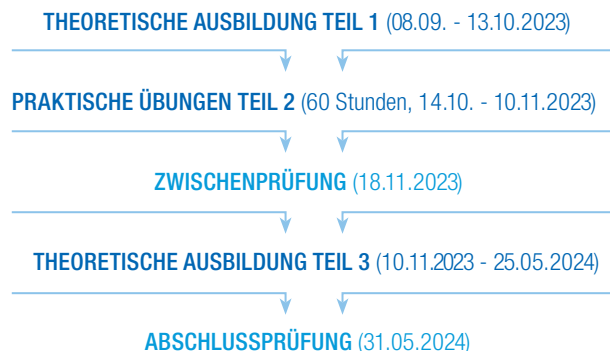 THEORETISCHE AUSBILDUNG TEIL 1 (08.09. - 13.10.2023)
PRAKTISCHE ÜBUNGEN TEIL 2 (60 Stunden, 14.10. - 10.11.2023)
ZWISCHENPRÜFUNG (18.11.2023)
THEORETISCHE AUSBILDUNG TEIL 3 (10.11.2023 - 25.05.2024)
ABSCHLUSSPRÜFUNG (31.05.2024)